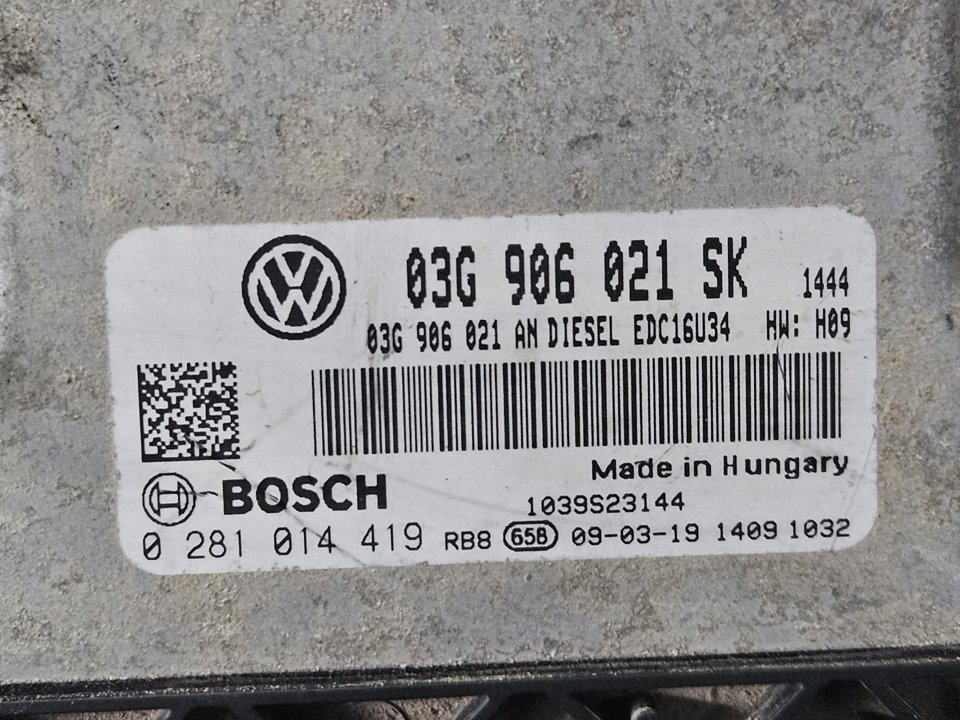 03G 906 021 SK 1444
03G 906 021 AN DIESEL EDC16U34 HW: H09
Made in Hungary
BOSCH
1039S23144
0 281 014 419 RB8 65B 09-03-19 1409 1032